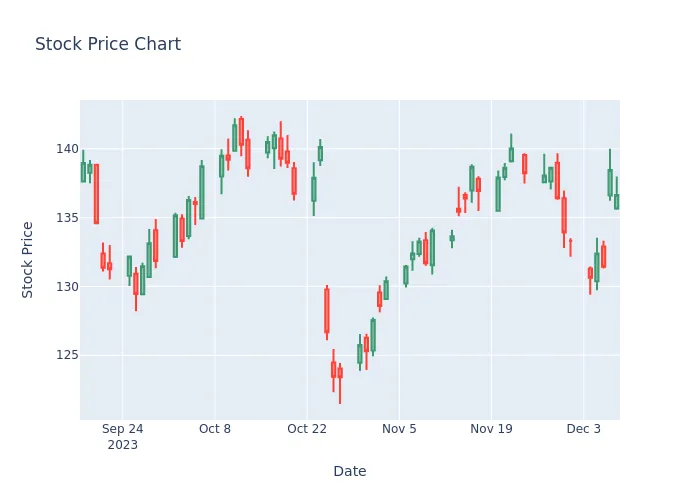 Stock Price Chart
Stock Price
140
135
130
125
Sep 24
2023
Oct 8
Oct 22
Nov 5
Nov 19
Dec 3
Date